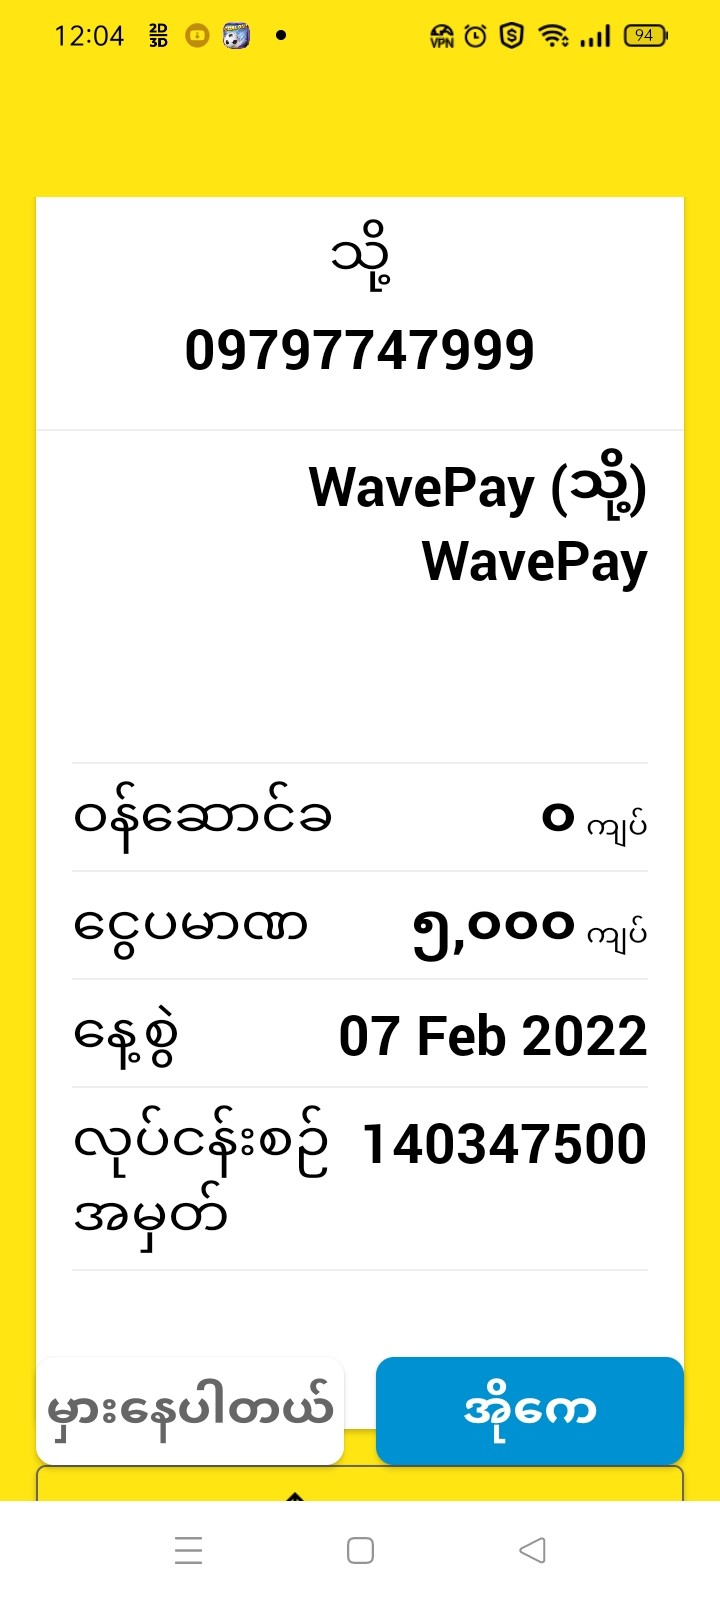 12:04 2D 3D VPN 94
သို့
09797747999
WavePay (သို့)
WavePay
ဝန်ဆောင်ခ ၀ ကျပ်
ငွေပမာဏ ၅,၀၀၀ ကျပ်
နေ့စွဲ 07 Feb 2022
လုပ်ငန်းစဉ် 140347500
အမှတ်
မှားနေပါတယ် အိုကေ